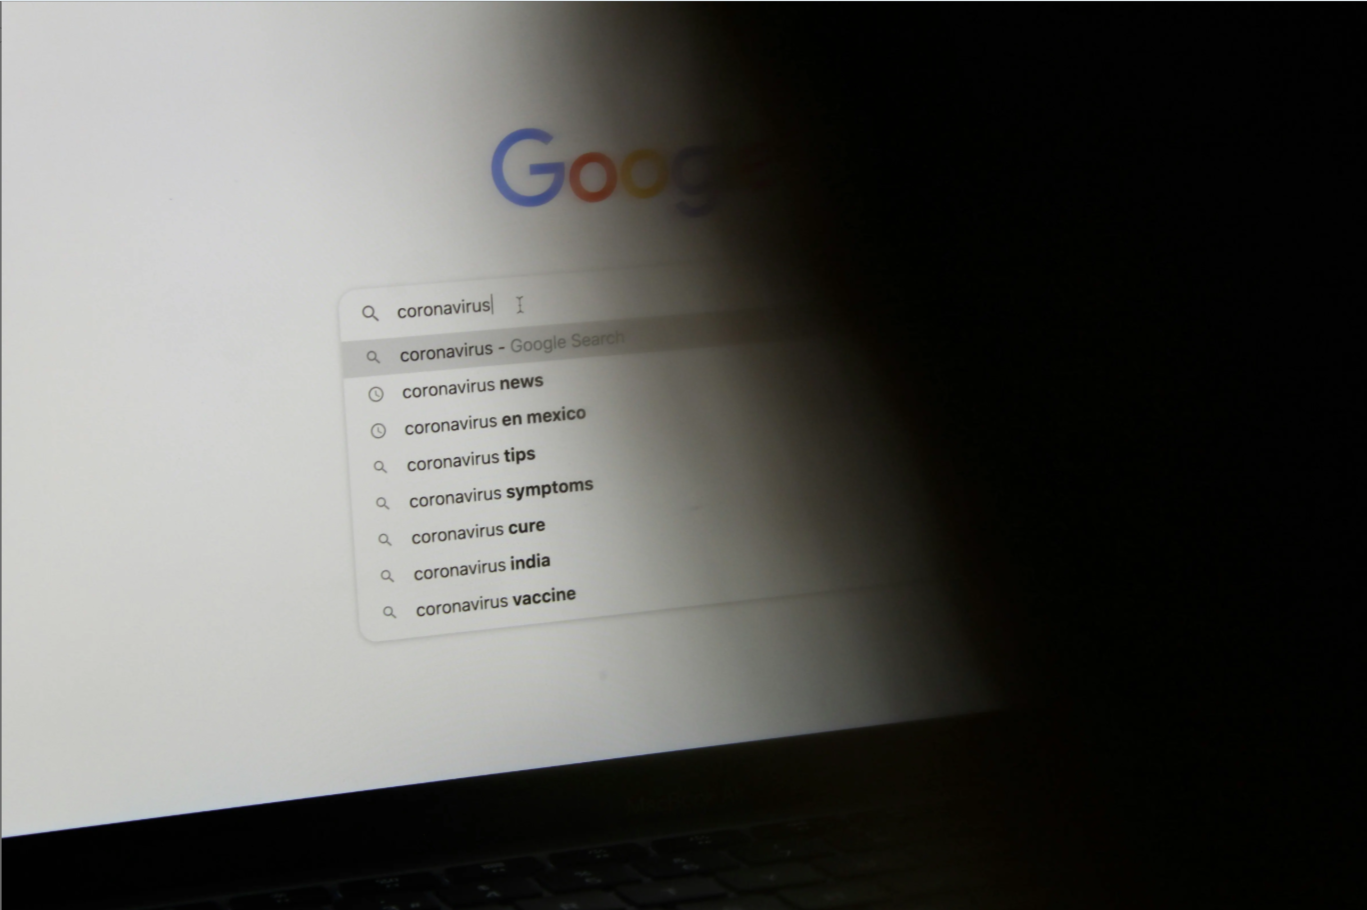 Goog
coronavirus
coronavirus - Google Search
coronavirus news
coronavirus en mexico
coronavirus tips
coronavirus symptoms
coronavirus cure
coronavirus india
coronavirus vaccine